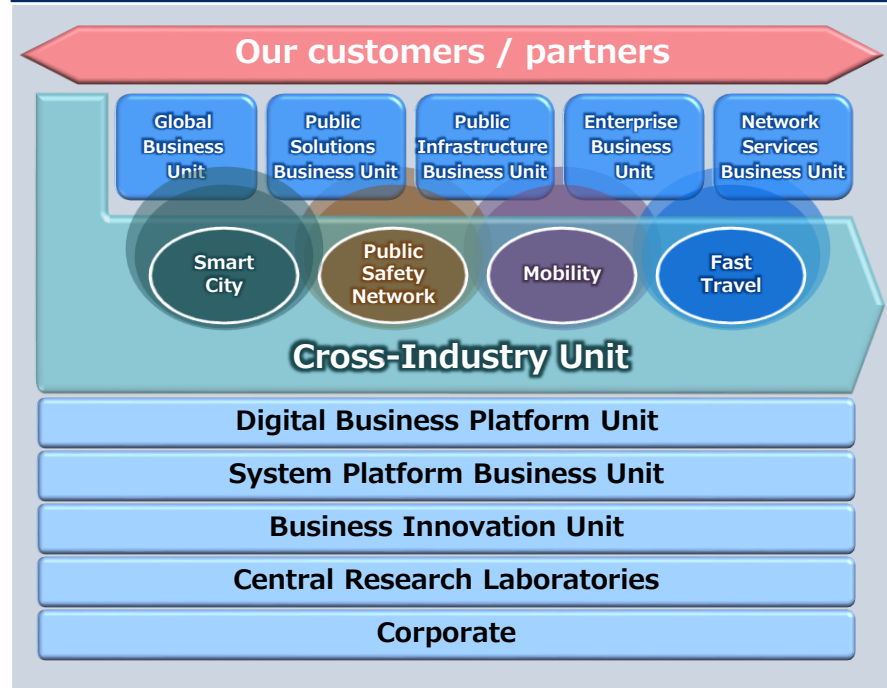 Our customers / partners
Global
Business
Unit
Public
Solutions
Business Unit
Public
Infrastructure
Business Unit
Enterprise
Business
Unit
Network
Services
Business Unit
Smart
City
Public
Safety
Network
Mobility
Fast
Travel
Cross-Industry Unit
Digital Business Platform Unit
System Platform Business Unit
Business Innovation Unit
Central Research Laboratories
Corporate